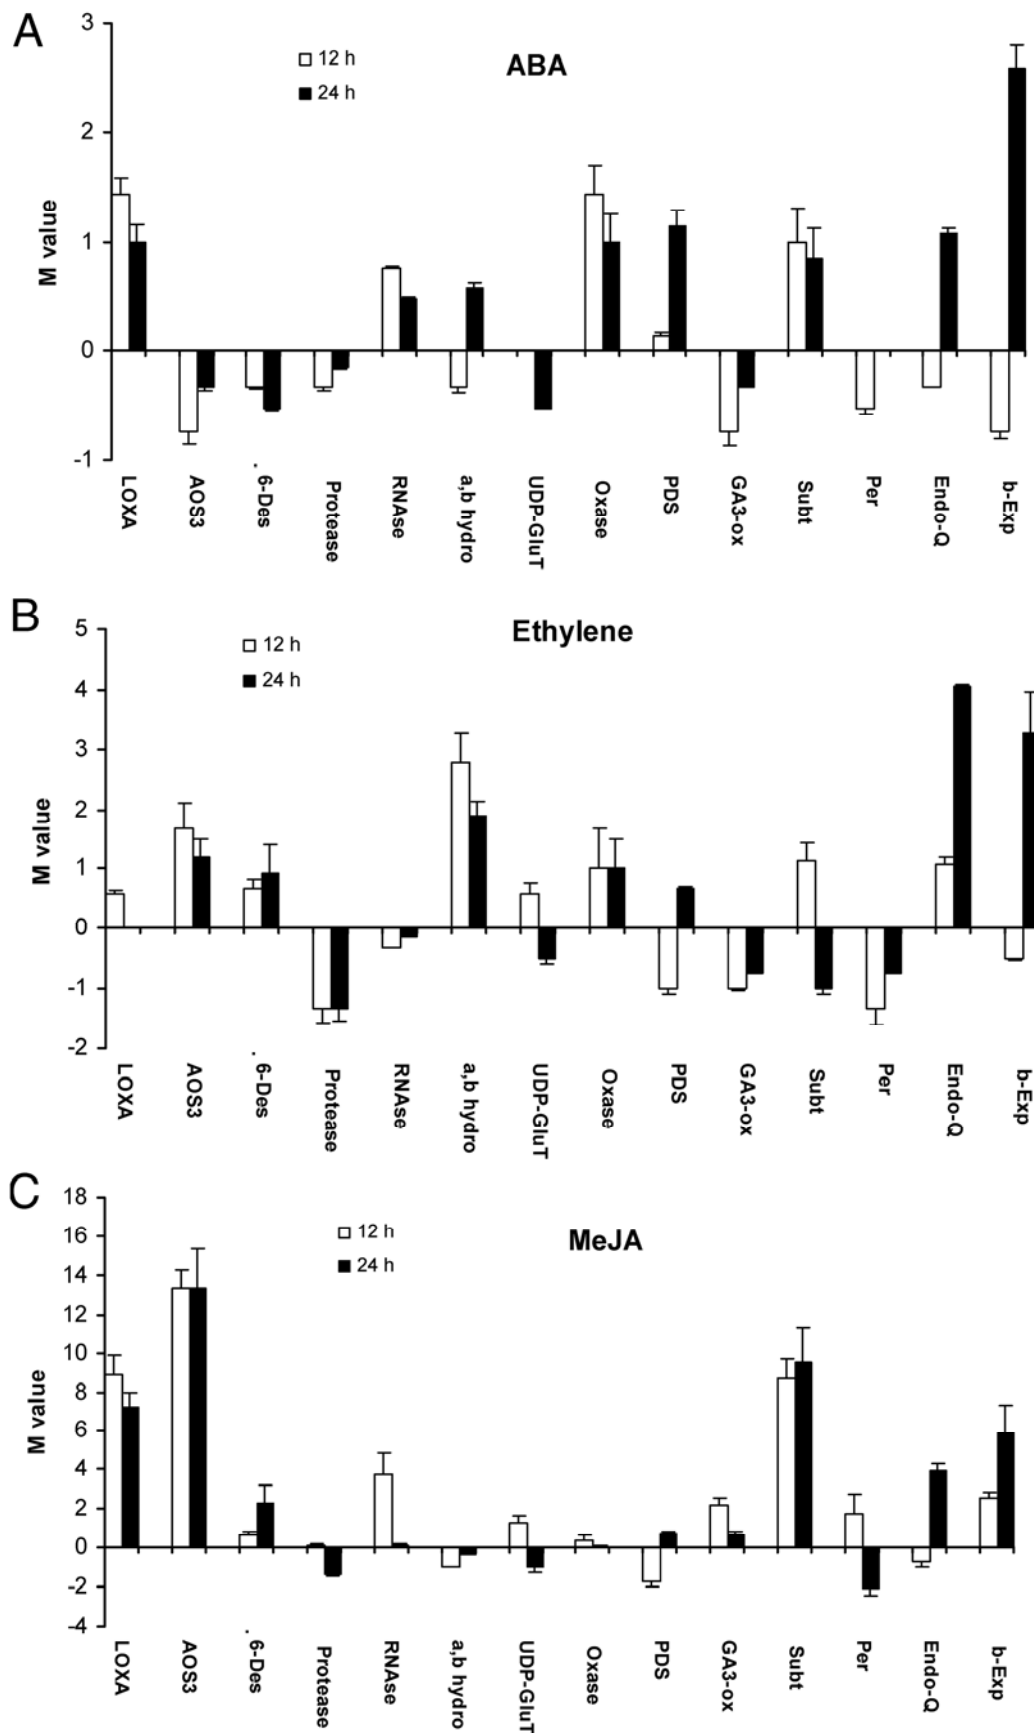 A
ABA
12 h
24 h
M value
3
2
1
0
-1
LOXA
AOS3
6-Des
Protease
RNAse
a,b hydro
UDP-GluT
Oxase
PDS
GA3-ox
Subt
Per
Endo-Q
b-Exp
B
Ethylene
12 h
24 h
M value
5
4
3
2
1
0
-1
-2
LOXA
AOS3
6-Des
Protease
RNAse
a,b hydro
UDP-GluT
Oxase
PDS
GA3-ox
Subt
Per
Endo-Q
b-Exp
C
MeJA
12 h
24 h
M value
18
16
14
12
10
8
6
4
2
0
-2
-4
LOXA
AOS3
6-Des
Protease
RNAse
a,b hydro
UDP-GluT
Oxase
PDS
GA3-ox
Subt
Per
Endo-Q
b-Exp